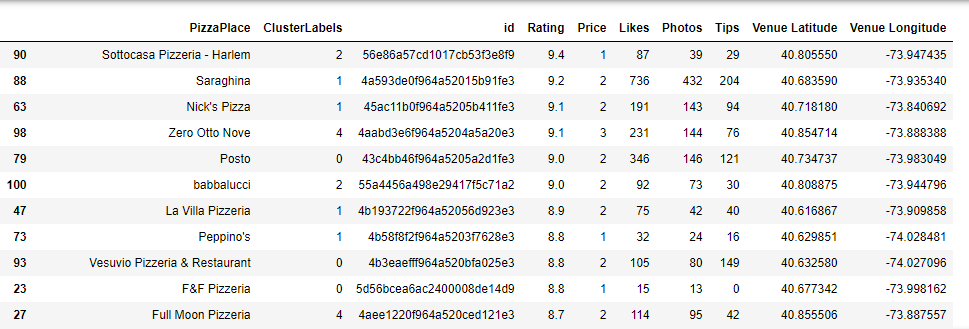 PizzaPlace ClusterLabels id Rating Price Likes Photos Tips Venue Latitude Venue Longitude
90 Sottocasa Pizzeria - Harlem 2 56e86a57cd1017cb53f3e8f9 9.4 1 87 39 29 40.805550 -73.947435
88 Saraghina 1 4a593de0f964a52015b91fe3 9.2 2 736 432 204 40.683590 -73.935340
63 Nick's Pizza 1 45ac11b0f964a5205b411fe3 9.1 2 191 143 94 40.718180 -73.840692
98 Zero Otto Nove 4 4aabd3e6f964a5204a5a20e3 9.1 3 231 144 76 40.854714 -73.888388
79 Posto 0 43c4bb46f964a5205a2d1fe3 9.0 2 346 146 121 40.734737 -73.983049
100 babbalucci 2 55a4456a498e29417f5c71a2 9.0 2 92 73 30 40.808875 -73.944796
47 La Villa Pizzeria 1 4b193722f964a52056d923e3 8.9 2 75 42 40 40.616867 -73.909858
73 Peppino's 1 4b58f8f2f964a5203f7628e3 8.8 1 32 24 16 40.629851 -74.028481
93 Vesuvio Pizzeria & Restaurant 0 4b3eaefff964a520bfa025e3 8.8 2 105 80 149 40.632580 -74.027096
23 F&F Pizzeria 0 5d56bcea6ac2400008de14d9 8.8 1 15 13 0 40.677342 -73.998162
27 Full Moon Pizzeria 4 4aee1220f964a520ced121e3 8.7 2 114 95 42 40.855506 -73.887557